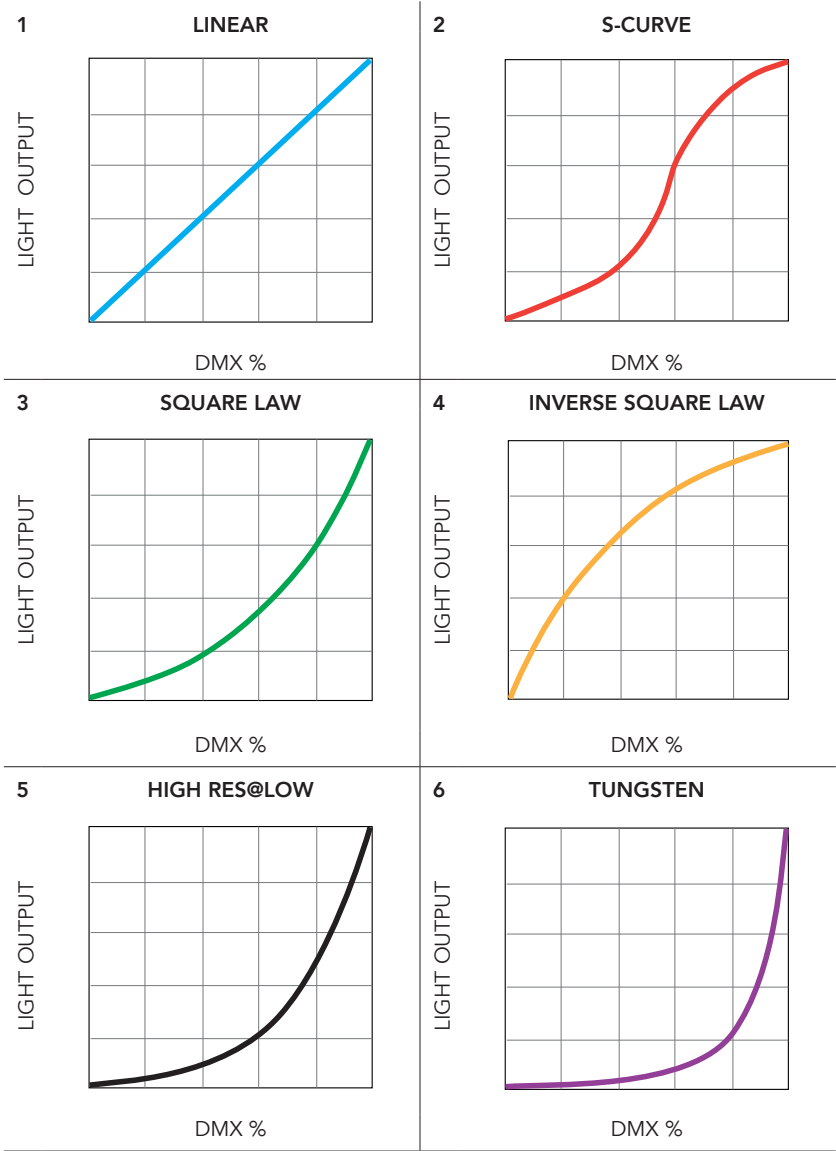 1 LINEAR
LIGHT OUTPUT
DMX %
2 S-CURVE
LIGHT OUTPUT
DMX %
3 SQUARE LAW
LIGHT OUTPUT
DMX %
4 INVERSE SQUARE LAW
LIGHT OUTPUT
DMX %
5 HIGH RES@LOW
LIGHT OUTPUT
DMX %
6 TUNGSTEN
LIGHT OUTPUT
DMX %